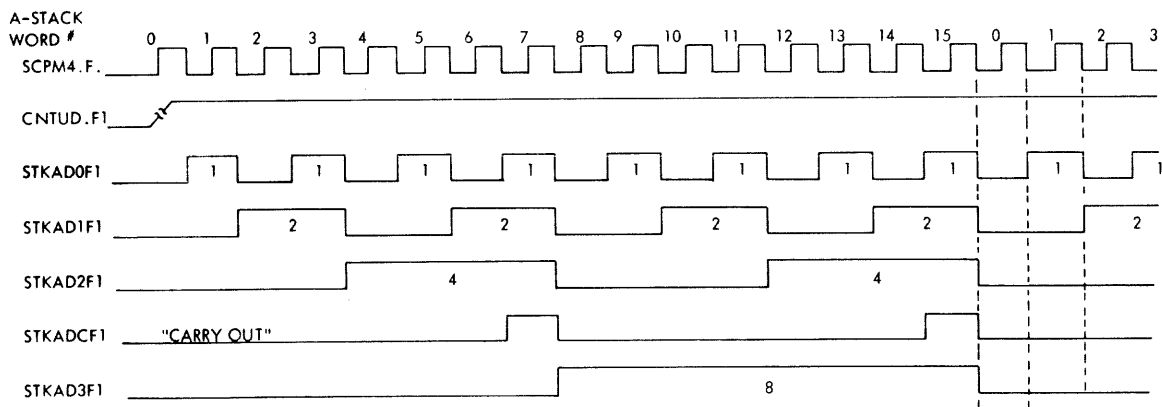 A-STACK
WORD # 0 1 2 3 4 5 6 7 8 9 10 11 12 13 14 15 0 1 2 3
SCPM4.F.
CNTUD.F1
STKAD0F1 1 1 1 1 1 1 1 1 1 1
STKAD1F1 2 2 2 2 2
STKAD2F1 4 4
STKADCF1 "CARRY OUT"
STKAD3F1 8